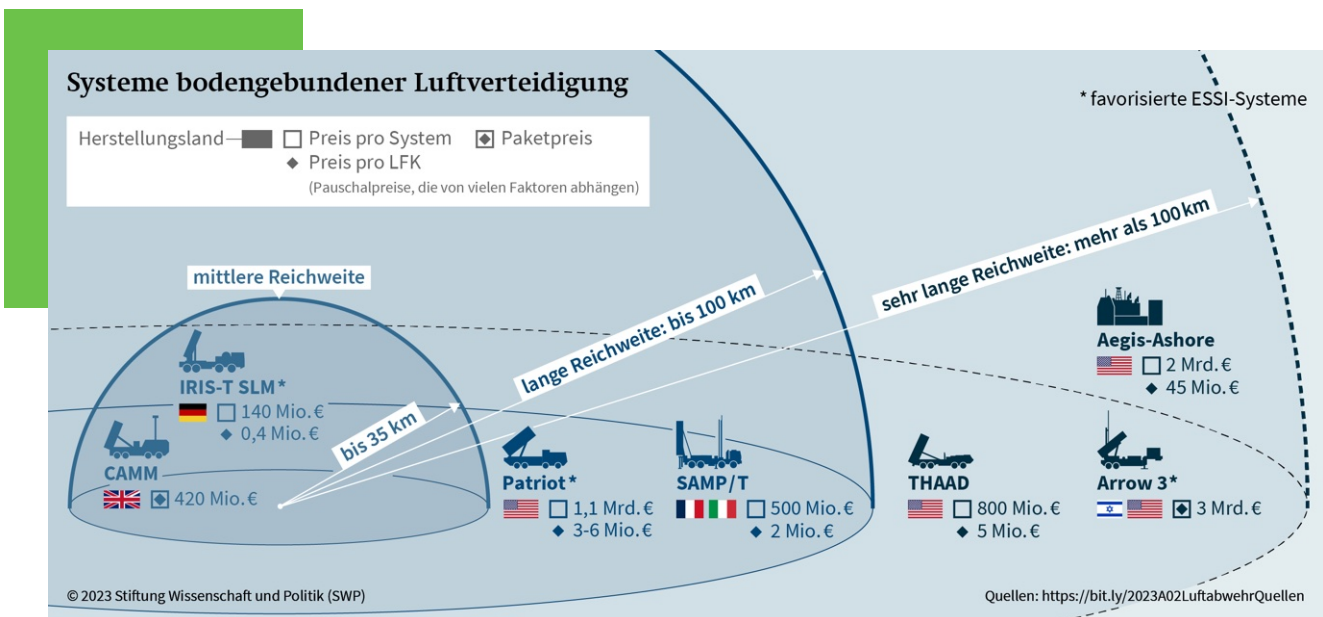 Systeme bodengebundener Luftverteidigung
* favorisierte ESSI-Systeme
Herstellungsland
Preis pro System
Paketpreis
Preis pro LFK
(Pauschalpreise, die von vielen Faktoren abhängen)
mittlere Reichweite
bis 35 km
lange Reichweite: bis 100 km
sehr lange Reichweite: mehr als 100 km
IRIS-T SLM*
140 Mio. €
0,4 Mio. €
CAMM
420 Mio. €
Patriot*
1,1 Mrd. €
3-6 Mio. €
SAMP/T
500 Mio. €
2 Mio. €
THAAD
800 Mio. €
5 Mio. €
Aegis-Ashore
2 Mrd. €
45 Mio. €
Arrow 3*
3 Mrd. €
© 2023 Stiftung Wissenschaft und Politik (SWP)
Quellen: https://bit.ly/2023A02LuftabwehrQuellen